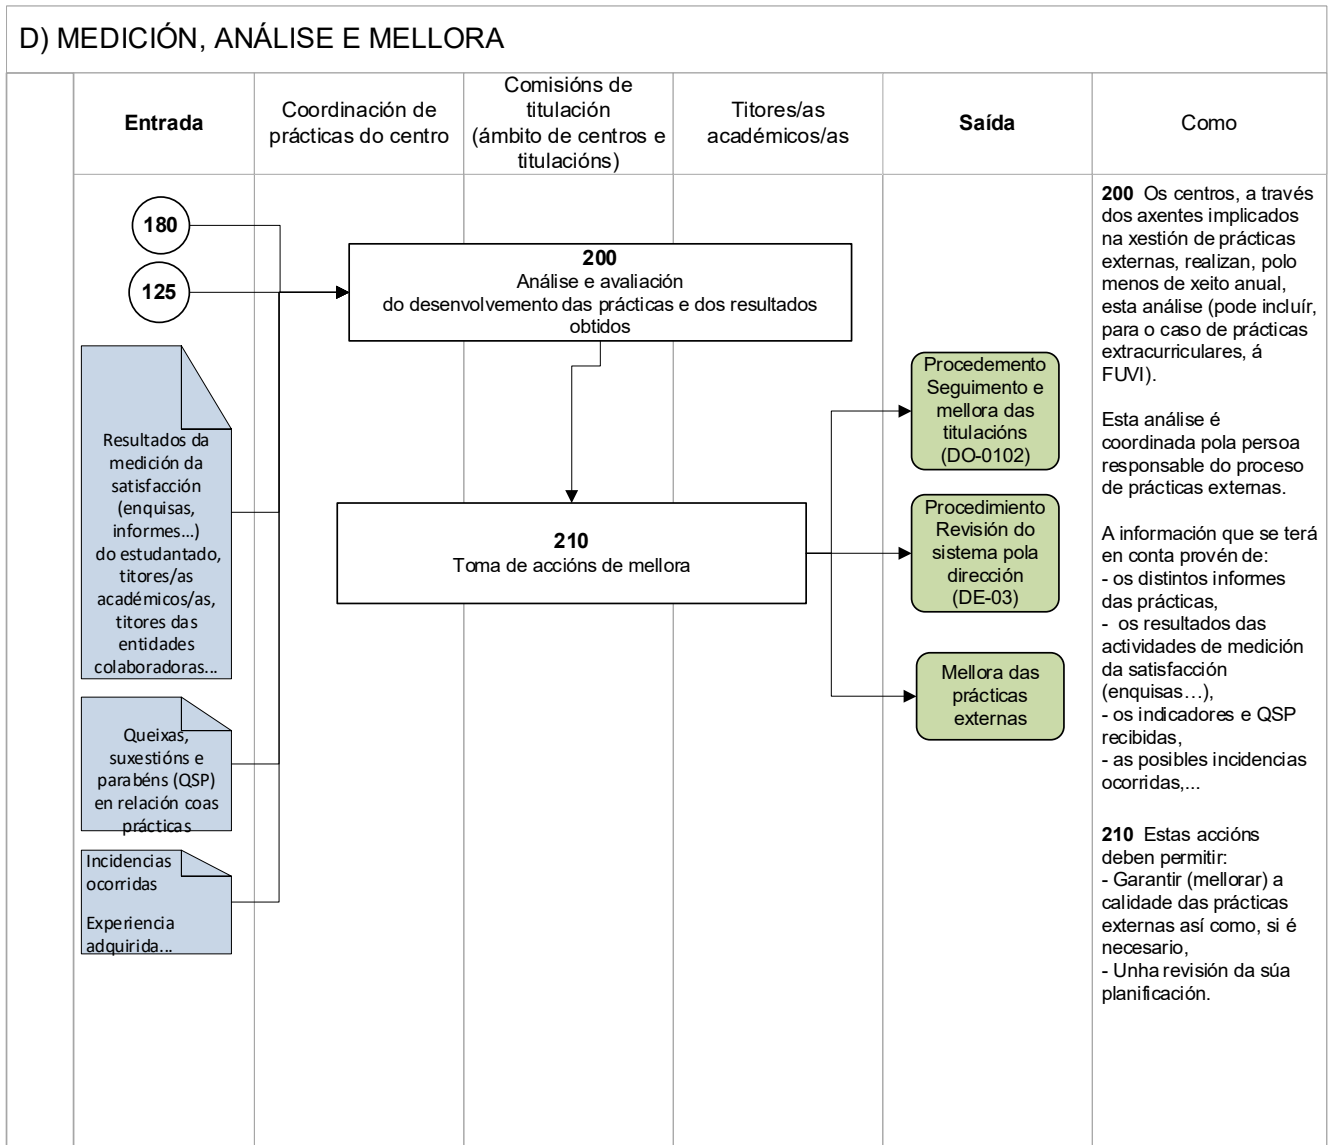 D) MEDICIÓN, ANÁLISE E MELLORA
Entrada
Coordinación de
prácticas do centro
Comisións de
titulación
(ámbito de centros e
titulacións)
Titores/as
académicos/as
Saída
Como
180
125
200
Análise e avaliación
do desenvolvemento das prácticas e dos resultados
obtidos
Resultados da
medición da
satisfacción
(enquisas,
informes...)
do estudantado,
titores/as
académicos/as,
titores das
entidades
colaboradoras...
Queixas,
suxestións e
parabéns (QSP)
en relación coas
prácticas
Incidencias
ocorridas
Experiencia
adquirida...
210
Toma de accións de mellora
Procedemento
Seguimento e
mellora das
titulacións
(DO-0102)
Procedimiento
Revisión do
sistema pola
dirección
(DE-03)
Mellora das
prácticas
externas
200 Os centros, a través
dos axentes implicados
na xestión de prácticas
externas, realizan, polo
menos de xeito anual,
esta análise (pode incluír,
para o caso de prácticas
extracurriculares, á
FUVI).
Esta análise é
coordinada pola persoa
responsable do proceso
de prácticas externas.
A información que se terá
en conta provén de:
- os distintos informes
das prácticas,
- os resultados das
actividades de medición
da satisfacción
(enquisas…),
- os indicadores e QSP
recibidas,
- as posibles incidencias
ocorridas,...
210 Estas accións
deben permitir:
- Garantir (mellorar) a
calidade das prácticas
externas así como, si é
necesario,
- Unha revisión da súa
planificación.